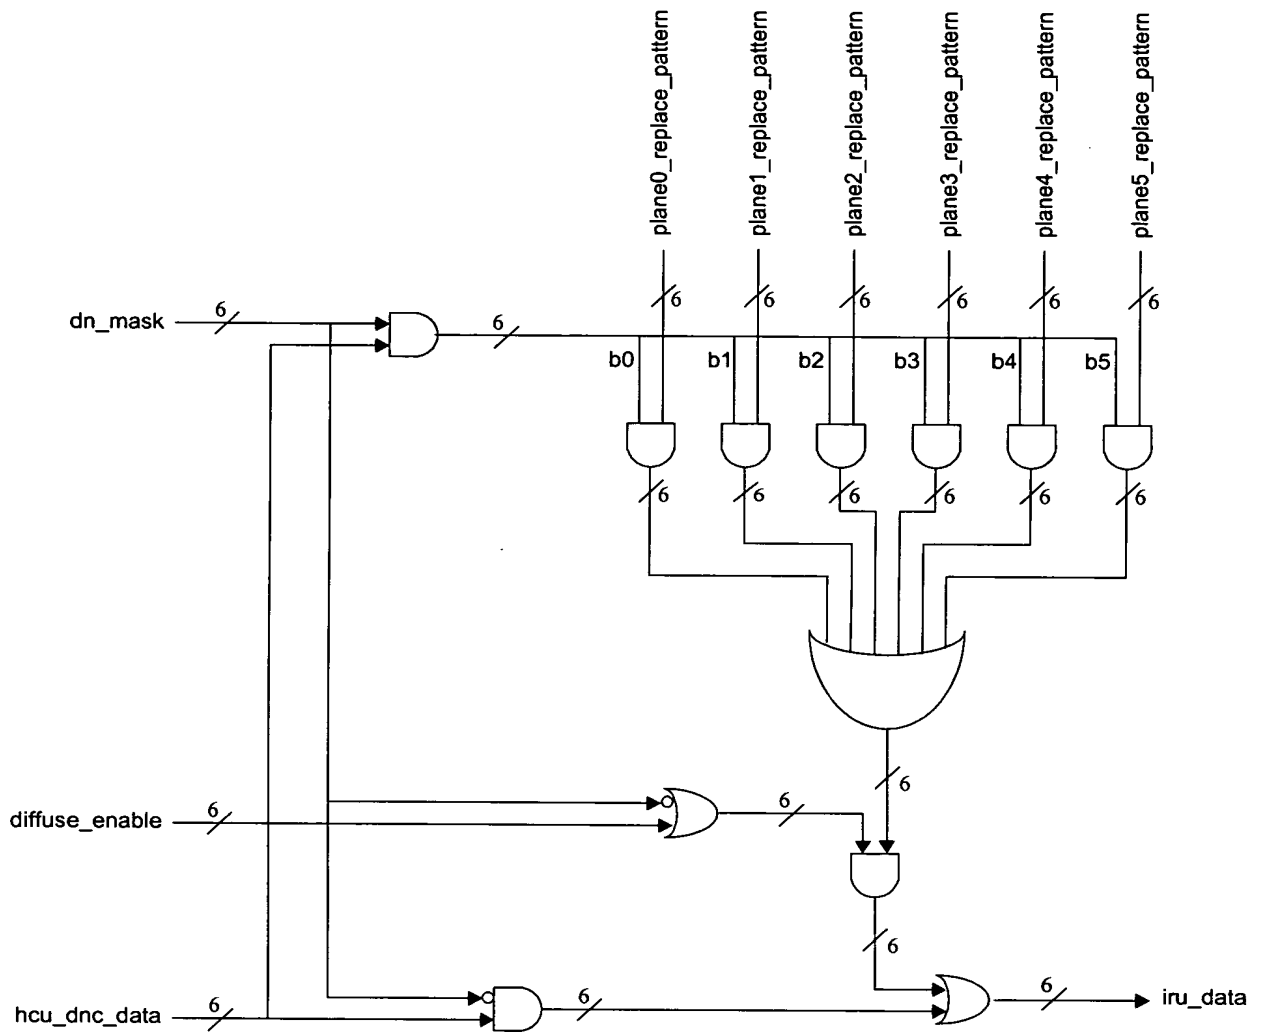 plane0_replace_pattern
plane1_replace_pattern
plane2_replace_pattern
plane3_replace_pattern
plane4_replace_pattern
plane5_replace_pattern
6 6 6 6 6 6
dn_mask 6 6
b0 b1 b2 b3 b4 b5
6 6 6 6 6 6
6
diffuse_enable 6 6
6
hcu_dnc_data 6 6 6 iru_data